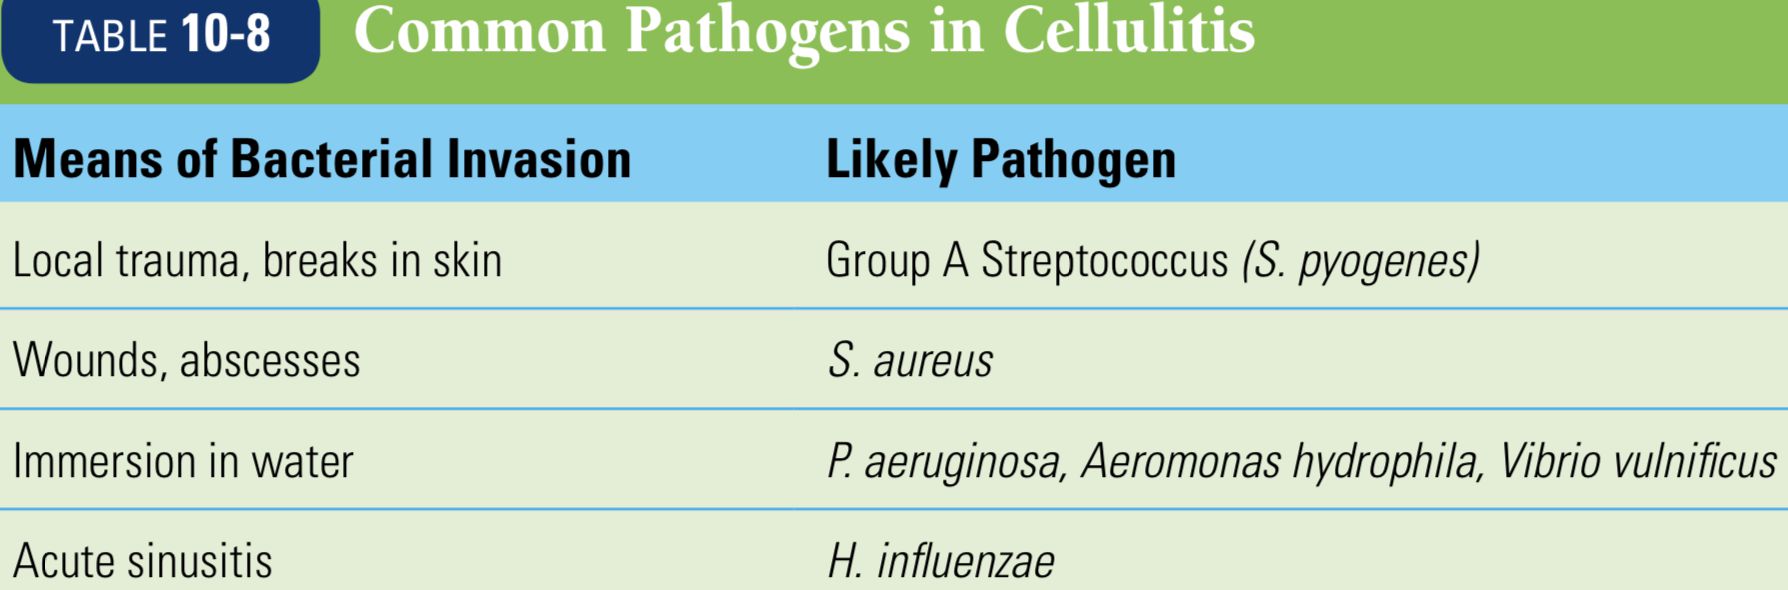 TABLE 10-8 Common Pathogens in Cellulitis
Means of Bacterial Invasion Likely Pathogen
Local trauma, breaks in skin Group A Streptococcus (S. pyogenes)
Wounds, abscesses S. aureus
Immersion in water P. aeruginosa, Aeromonas hydrophila, Vibrio vulnificus
Acute sinusitis H. influenzae